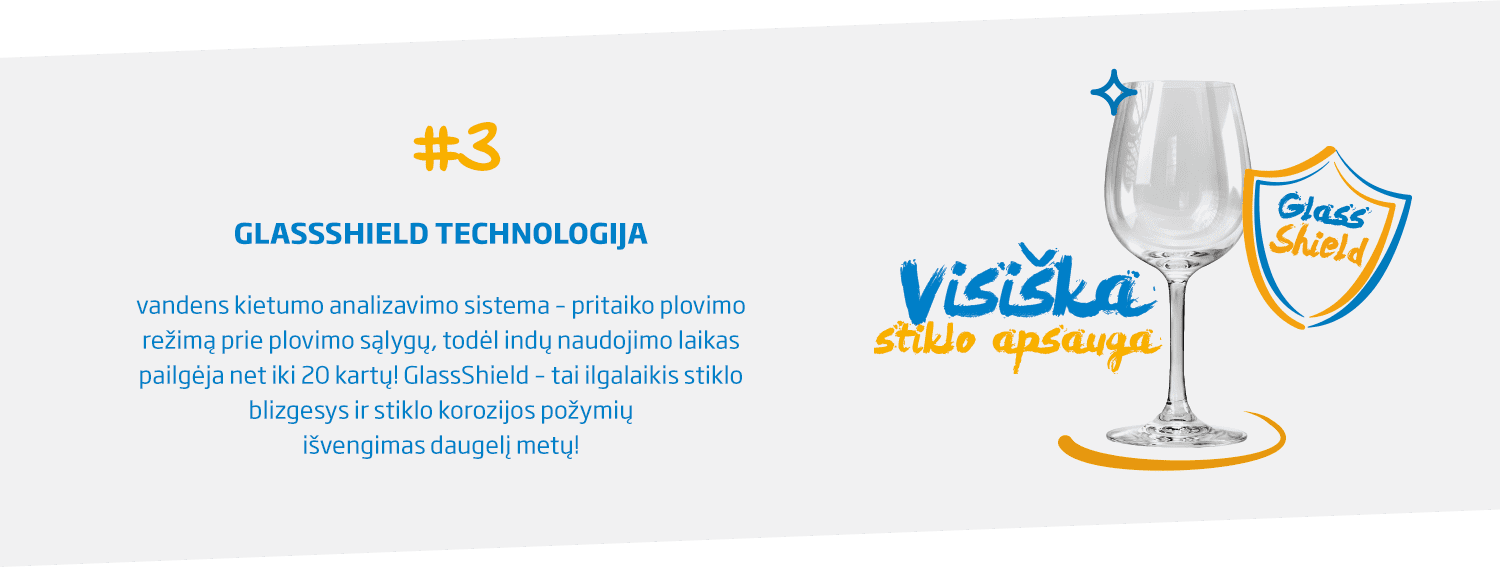 #3
GLASSSHIELD TECHNOLOGIJA
vandens kietumo analizavimo sistema – pritaiko plovimo
režimą prie plovimo sąlygų, todėl indų naudojimo laikas
pailgėja net iki 20 kartų! GlassShield – tai ilgalaikis stiklo
blizgesys ir stiklo korozijos požymių
išvengimas daugelį metų!
Visiška
stiklo apsauga
Glass
Shield